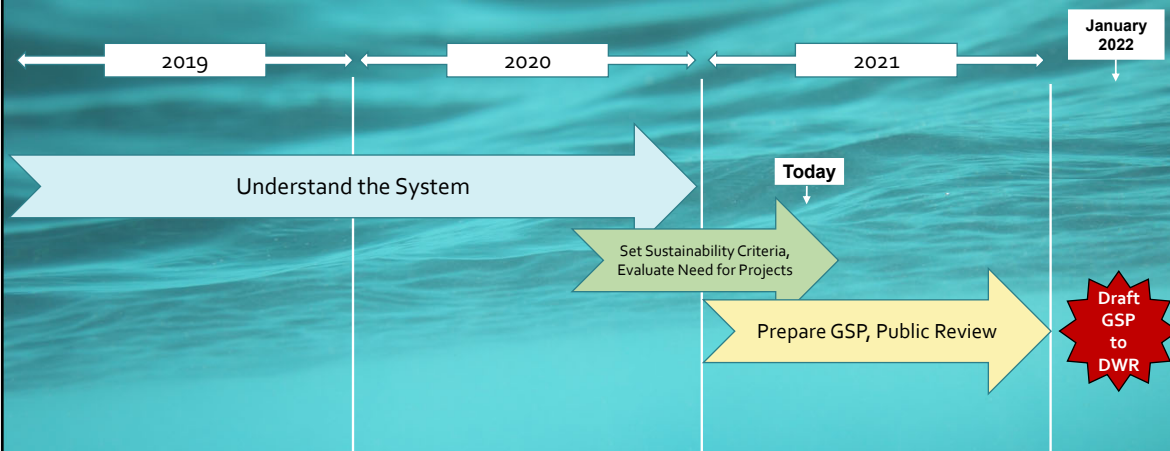 January
2022
2019
2020
2021
Understand the System
Today
Set Sustainability Criteria,
Evaluate Need for Projects
Prepare GSP, Public Review
Draft
GSP
to
DWR